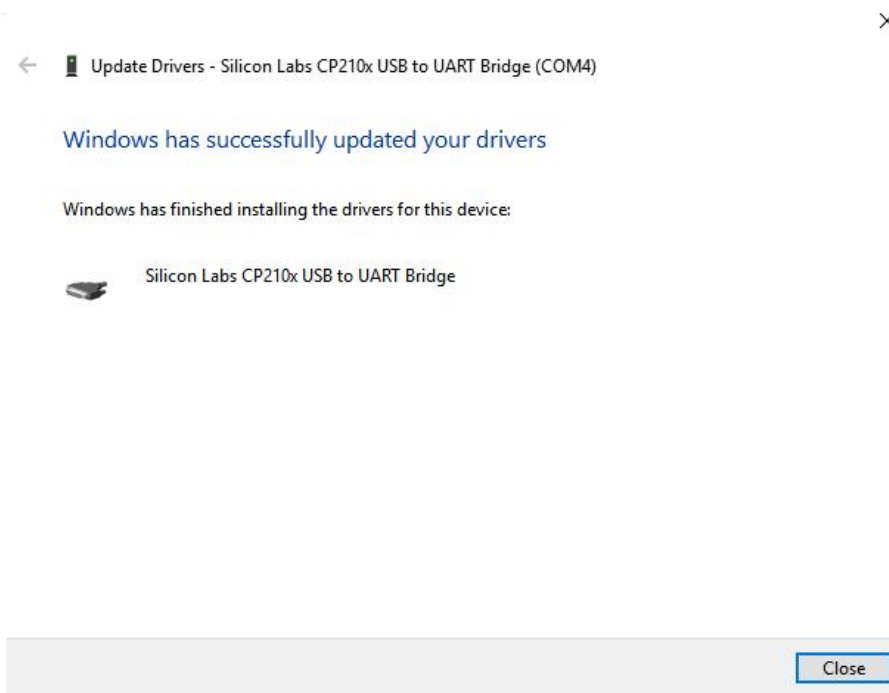 Update Drivers - Silicon Labs CP210x USB to UART Bridge (COM4)
Windows has successfully updated your drivers
Windows has finished installing the drivers for this device:
Silicon Labs CP210x USB to UART Bridge
Close